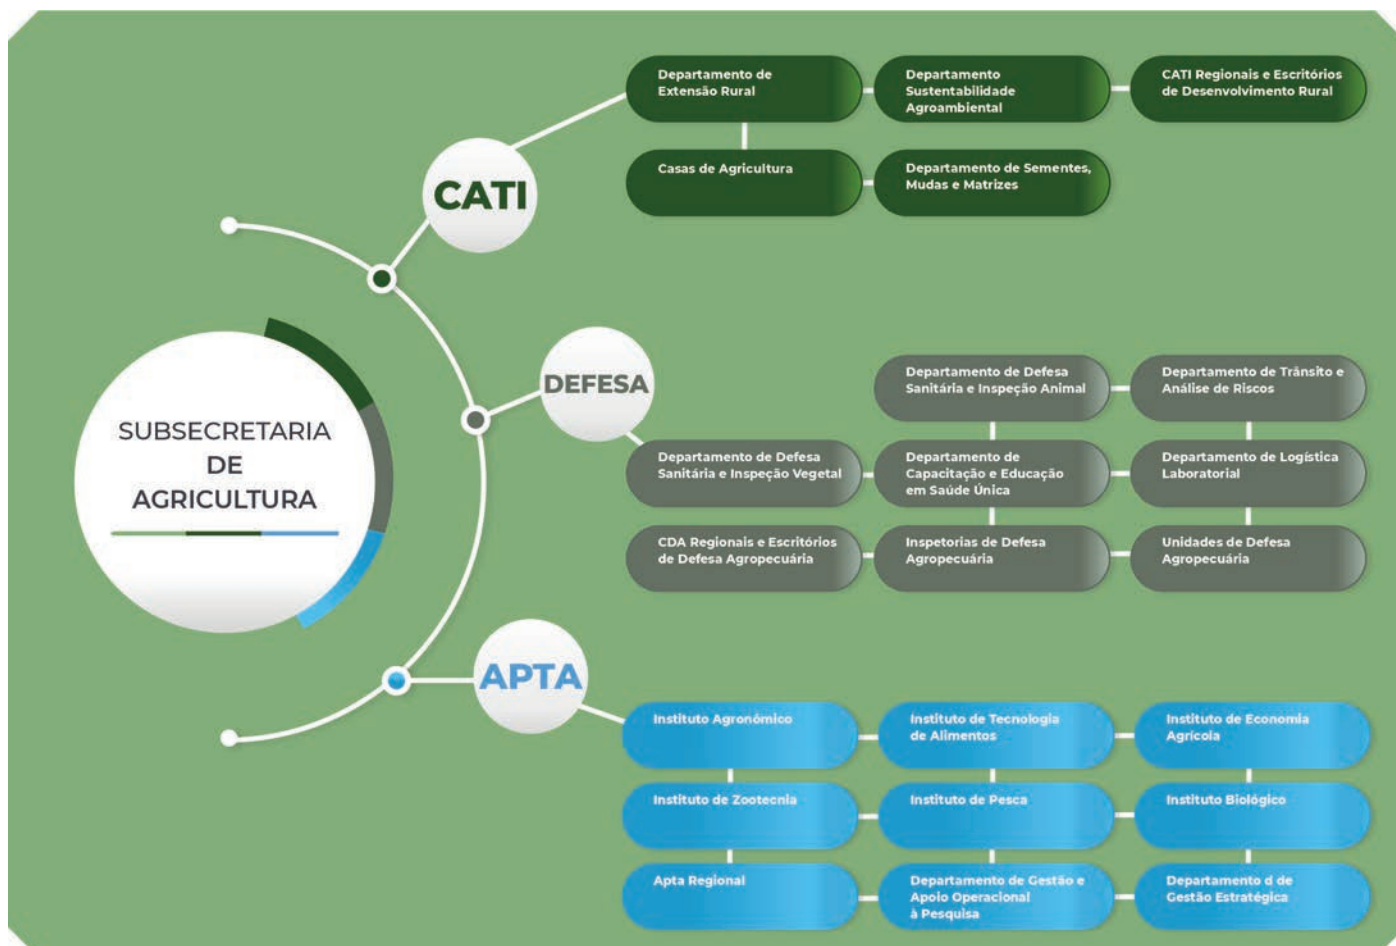 SUBSECRETARIA
DE
AGRICULTURA
CATI
Departamento de
Extensão Rural
Departamento
Sustentabilidade
Agroambiental
CATI Regionais e Escritórios
de Desenvolvimento Rural
Casas de Agricultura
Departamento de Sementes,
Mudas e Matrizes
DEFESA
Departamento de Defesa
Sanitária e Inspeção Animal
Departamento de Trânsito e
Análise de Riscos
Departamento de Defesa
Sanitária e Inspeção Vegetal
Departamento de
Capacitação e Educação
em Saúde Única
Departamento de Logística
Laboratorial
CDA Regionais e Escritórios
de Defesa Agropecuária
Inspetorias de Defesa
Agropecuária
Unidades de Defesa
Agropecuária
APTA
Instituto Agronômico
Instituto de Tecnologia
de Alimentos
Instituto de Economia
Agrícola
Instituto de Zootecnia
Instituto de Pesca
Instituto Biológico
Apta Regional
Departamento de Gestão e
Apoio Operacional
à Pesquisa
Departamento d de
Gestão Estratégica